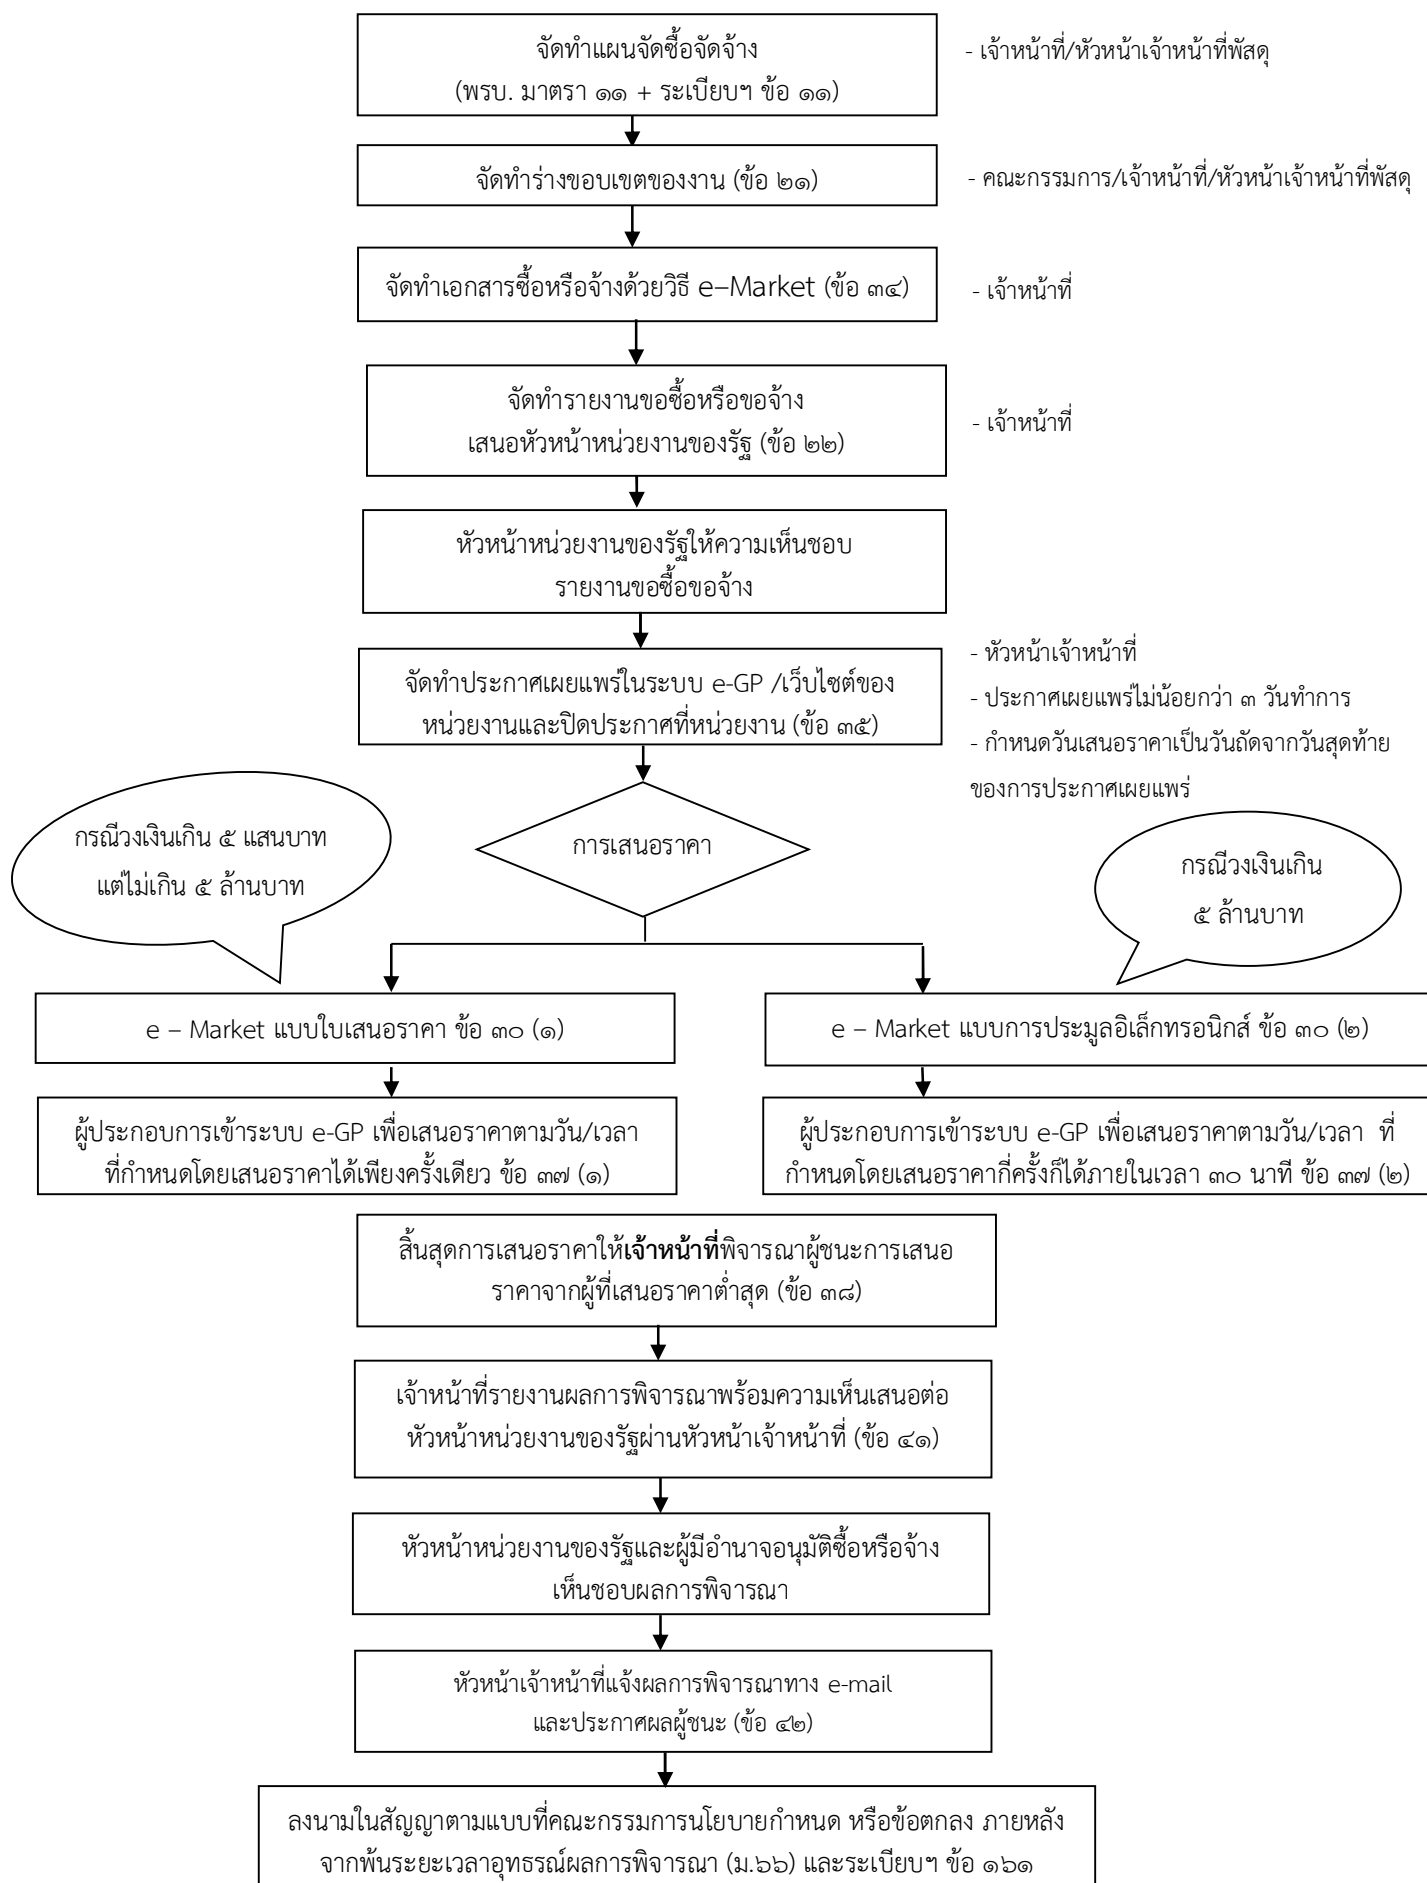 จัดทำแผนจัดซื้อจัดจ้าง
(พรบ. มาตรา ๑๑ + ระเบียบฯ ข้อ ๑๑)
- เจ้าหน้าที่/หัวหน้าเจ้าหน้าที่พัสดุ
จัดทำร่างขอบเขตของงาน (ข้อ ๒๑)
- คณะกรรมการ/เจ้าหน้าที่/หัวหน้าเจ้าหน้าที่พัสดุ
จัดทำเอกสารซื้อหรือจ้างด้วยวิธี e–Market (ข้อ ๓๔)
- เจ้าหน้าที่
จัดทำรายงานขอซื้อหรือขอจ้าง
เสนอหัวหน้าหน่วยงานของรัฐ (ข้อ ๒๒)
- เจ้าหน้าที่
หัวหน้าหน่วยงานของรัฐให้ความเห็นชอบ
รายงานขอซื้อขอจ้าง
จัดทำประกาศเผยแพร่ในระบบ e-GP /เว็บไซต์ของ
หน่วยงานและปิดประกาศที่หน่วยงาน (ข้อ ๓๕)
- หัวหน้าเจ้าหน้าที่
- ประกาศเผยแพร่ไม่น้อยกว่า ๓ วันทำการ
- กำหนดวันเสนอราคาเป็นวันถัดจากวันสุดท้าย
ของการประกาศเผยแพร่
การเสนอราคา
กรณีวงเงินเกิน ๕ แสนบาท
แต่ไม่เกิน ๕ ล้านบาท
กรณีวงเงินเกิน
๕ ล้านบาท
e – Market แบบใบเสนอราคา ข้อ ๓๐ (๑)
e – Market แบบการประมูลอิเล็กทรอนิกส์ ข้อ ๓๐ (๒)
ผู้ประกอบการเข้าระบบ e-GP เพื่อเสนอราคาตามวัน/เวลา
ที่กำหนดโดยเสนอราคาได้เพียงครั้งเดียว ข้อ ๓๗ (๑)
ผู้ประกอบการเข้าระบบ e-GP เพื่อเสนอราคาตามวัน/เวลา ที่
กำหนดโดยเสนอราคากี่ครั้งก็ได้ภายในเวลา ๓๐ นาที ข้อ ๓๗ (๒)
สิ้นสุดการเสนอราคาให้เจ้าหน้าที่พิจารณาผู้ชนะการเสนอ
ราคาจากผู้ที่เสนอราคาต่ำสุด (ข้อ ๓๘)
เจ้าหน้าที่รายงานผลการพิจารณาพร้อมความเห็นเสนอต่อ
หัวหน้าหน่วยงานของรัฐผ่านหัวหน้าเจ้าหน้าที่ (ข้อ ๔๑)
หัวหน้าหน่วยงานของรัฐและผู้มีอำนาจอนุมัติซื้อหรือจ้าง
เห็นชอบผลการพิจารณา
หัวหน้าเจ้าหน้าที่แจ้งผลการพิจารณาทาง e-mail
และประกาศผลผู้ชนะ (ข้อ ๔๒)
ลงนามในสัญญาตามแบบที่คณะกรรมการนโยบายกำหนด หรือข้อตกลง ภายหลัง
จากพ้นระยะเวลาอุทธรณ์ผลการพิจารณา (ม.๖๖) และระเบียบฯ ข้อ ๑๖๑